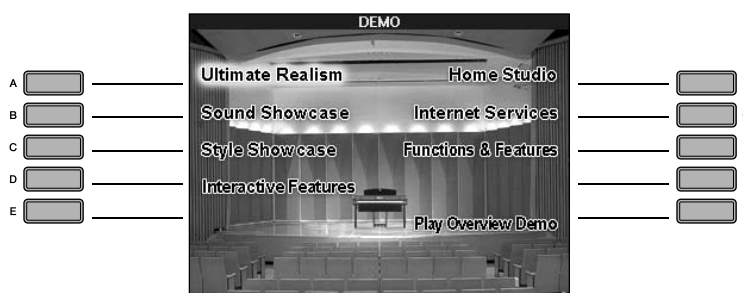 DEMO
A Ultimate Realism Home Studio
B Sound Showcase Internet Services
C Style Showcase Functions & Features
D Interactive Features
E Play Overview Demo